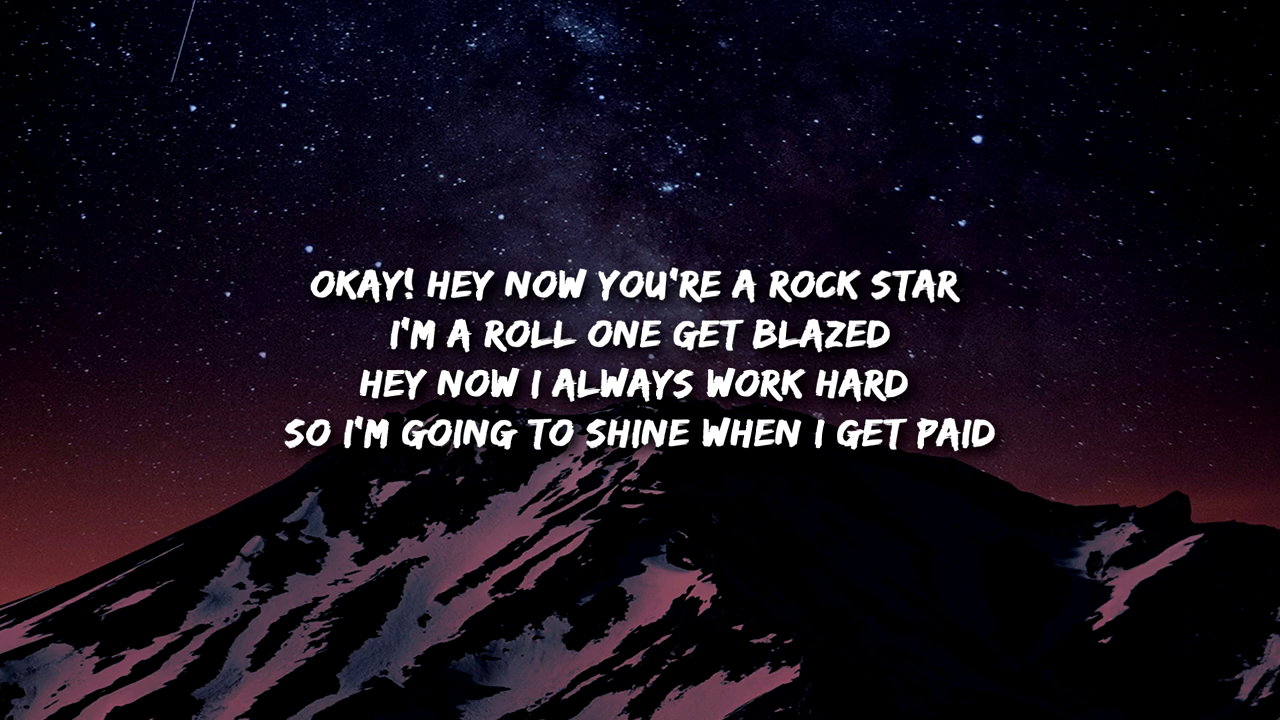 OKAY! HEY NOW YOU'RE A ROCK STAR
I'M A ROLL ONE GET BLAZED
HEY NOW I ALWAYS WORK HARD
SO I'M GOING TO SHINE WHEN I GET PAID